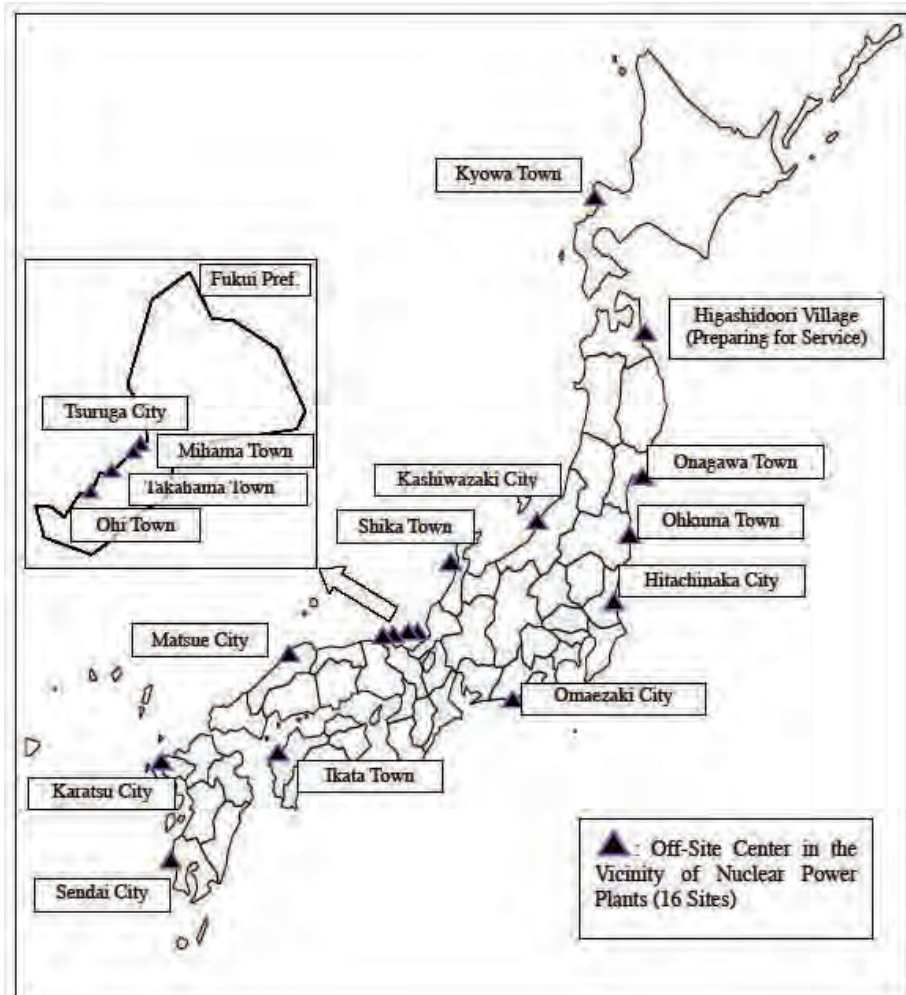 Kyowa Town
Fukui Pref.
Higashidoori Village
(Preparing for Service)
Tsuruga City
Mihama Town
Takahama Town
Ohi Town
Kashiwazaki City
Onagawa Town
Shika Town
Ohkuma Town
Hitachinaka City
Matsue City
Omaezaki City
Karatsu City
Ikata Town
Sendai City
: Off-Site Center in the
Vicinity of Nuclear Power
Plants (16 Sites)